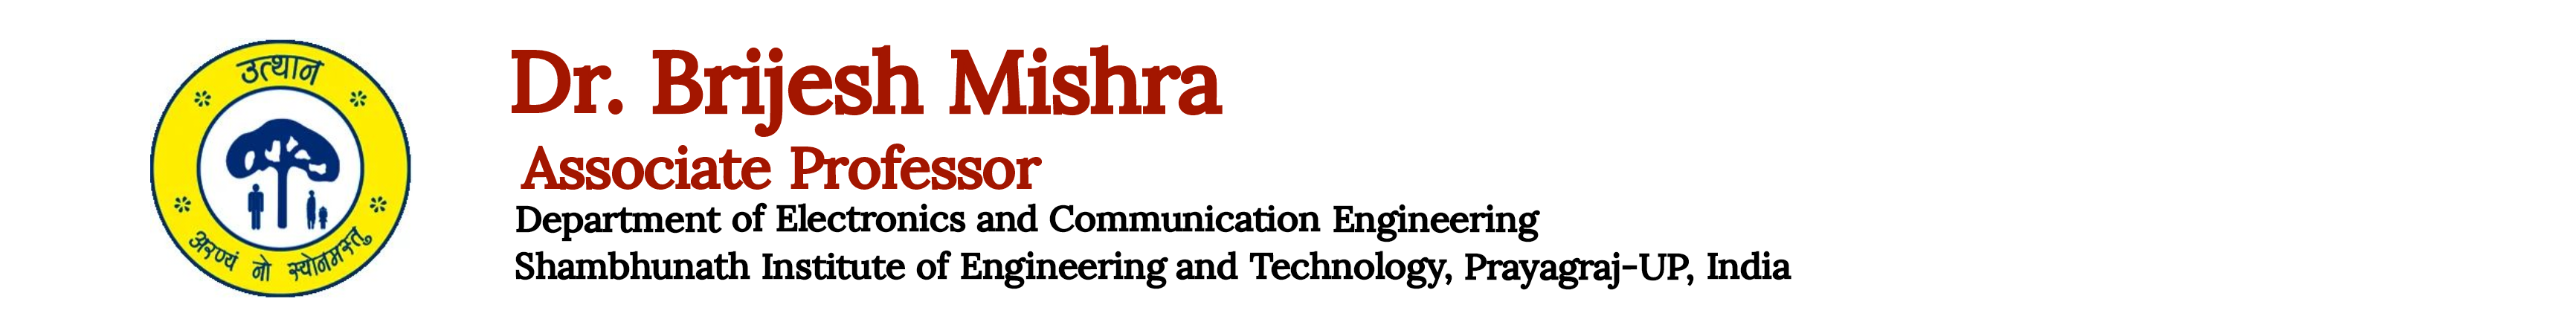 उत्थान
अरण्यं नो स्योनमस्तु
Dr. Brijesh Mishra
Associate Professor
Department of Electronics and Communication Engineering
Shambhunath Institute of Engineering and Technology, Prayagraj-UP, India